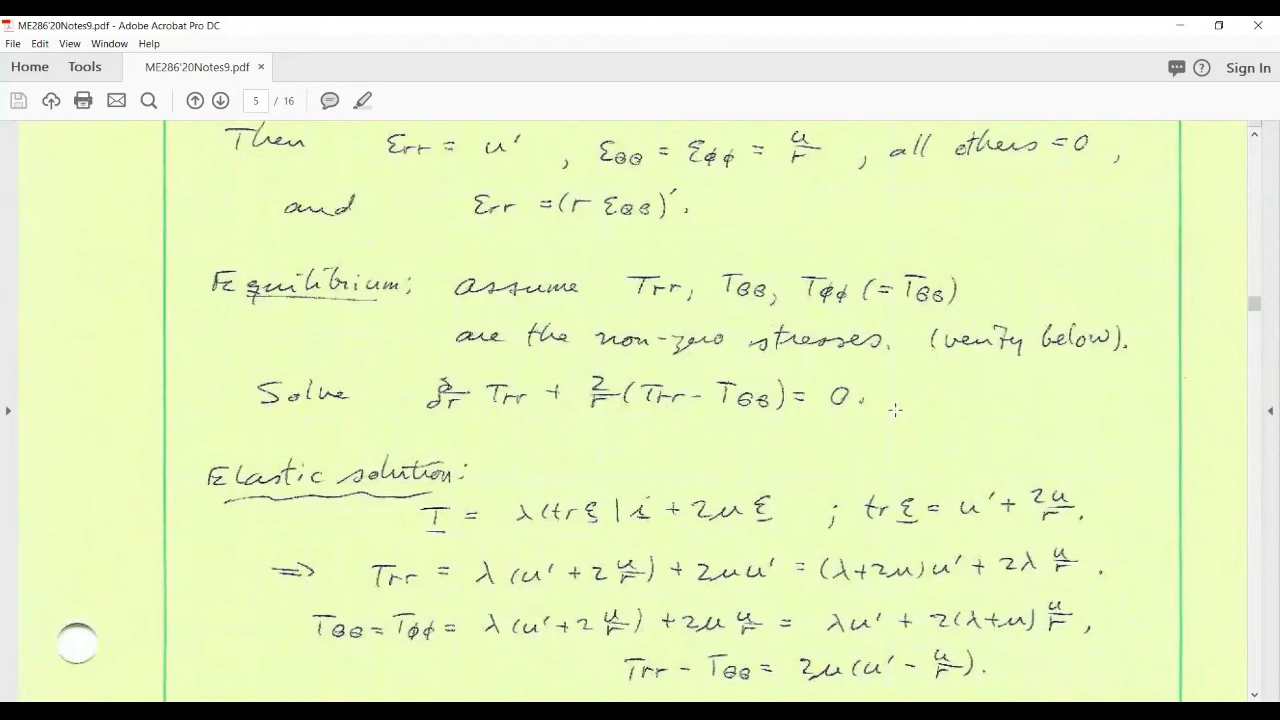 ME286'20Notes9.pdf - Adobe Acrobat Pro DC
File Edit View Window Help
Home Tools ME286'20Notes9.pdf × Sign In
5 / 16
Then εrr = u' , εθθ = εφφ = u/r , all others = 0 ,
and εrr = (r εθθ)'.
Equilibrium: assume Trr, Tθθ, Tφφ (= Tθθ)
are the non-zero stresses. (verify below).
Solve ∂/∂r Trr + 2/r (Trr - Tθθ) = 0.
Elastic solution:
T = λ(tr ε) i + 2μ ε ; tr ε = u' + 2u/r.
⇒ Trr = λ(u' + 2 u/r) + 2μu' = (λ+2μ)u' + 2λ u/r .
Tθθ = Tφφ = λ(u' + 2 u/r) + 2μ u/r = λu' + 2(λ+μ) u/r ,
Trr - Tθθ = 2μ(u' - u/r).